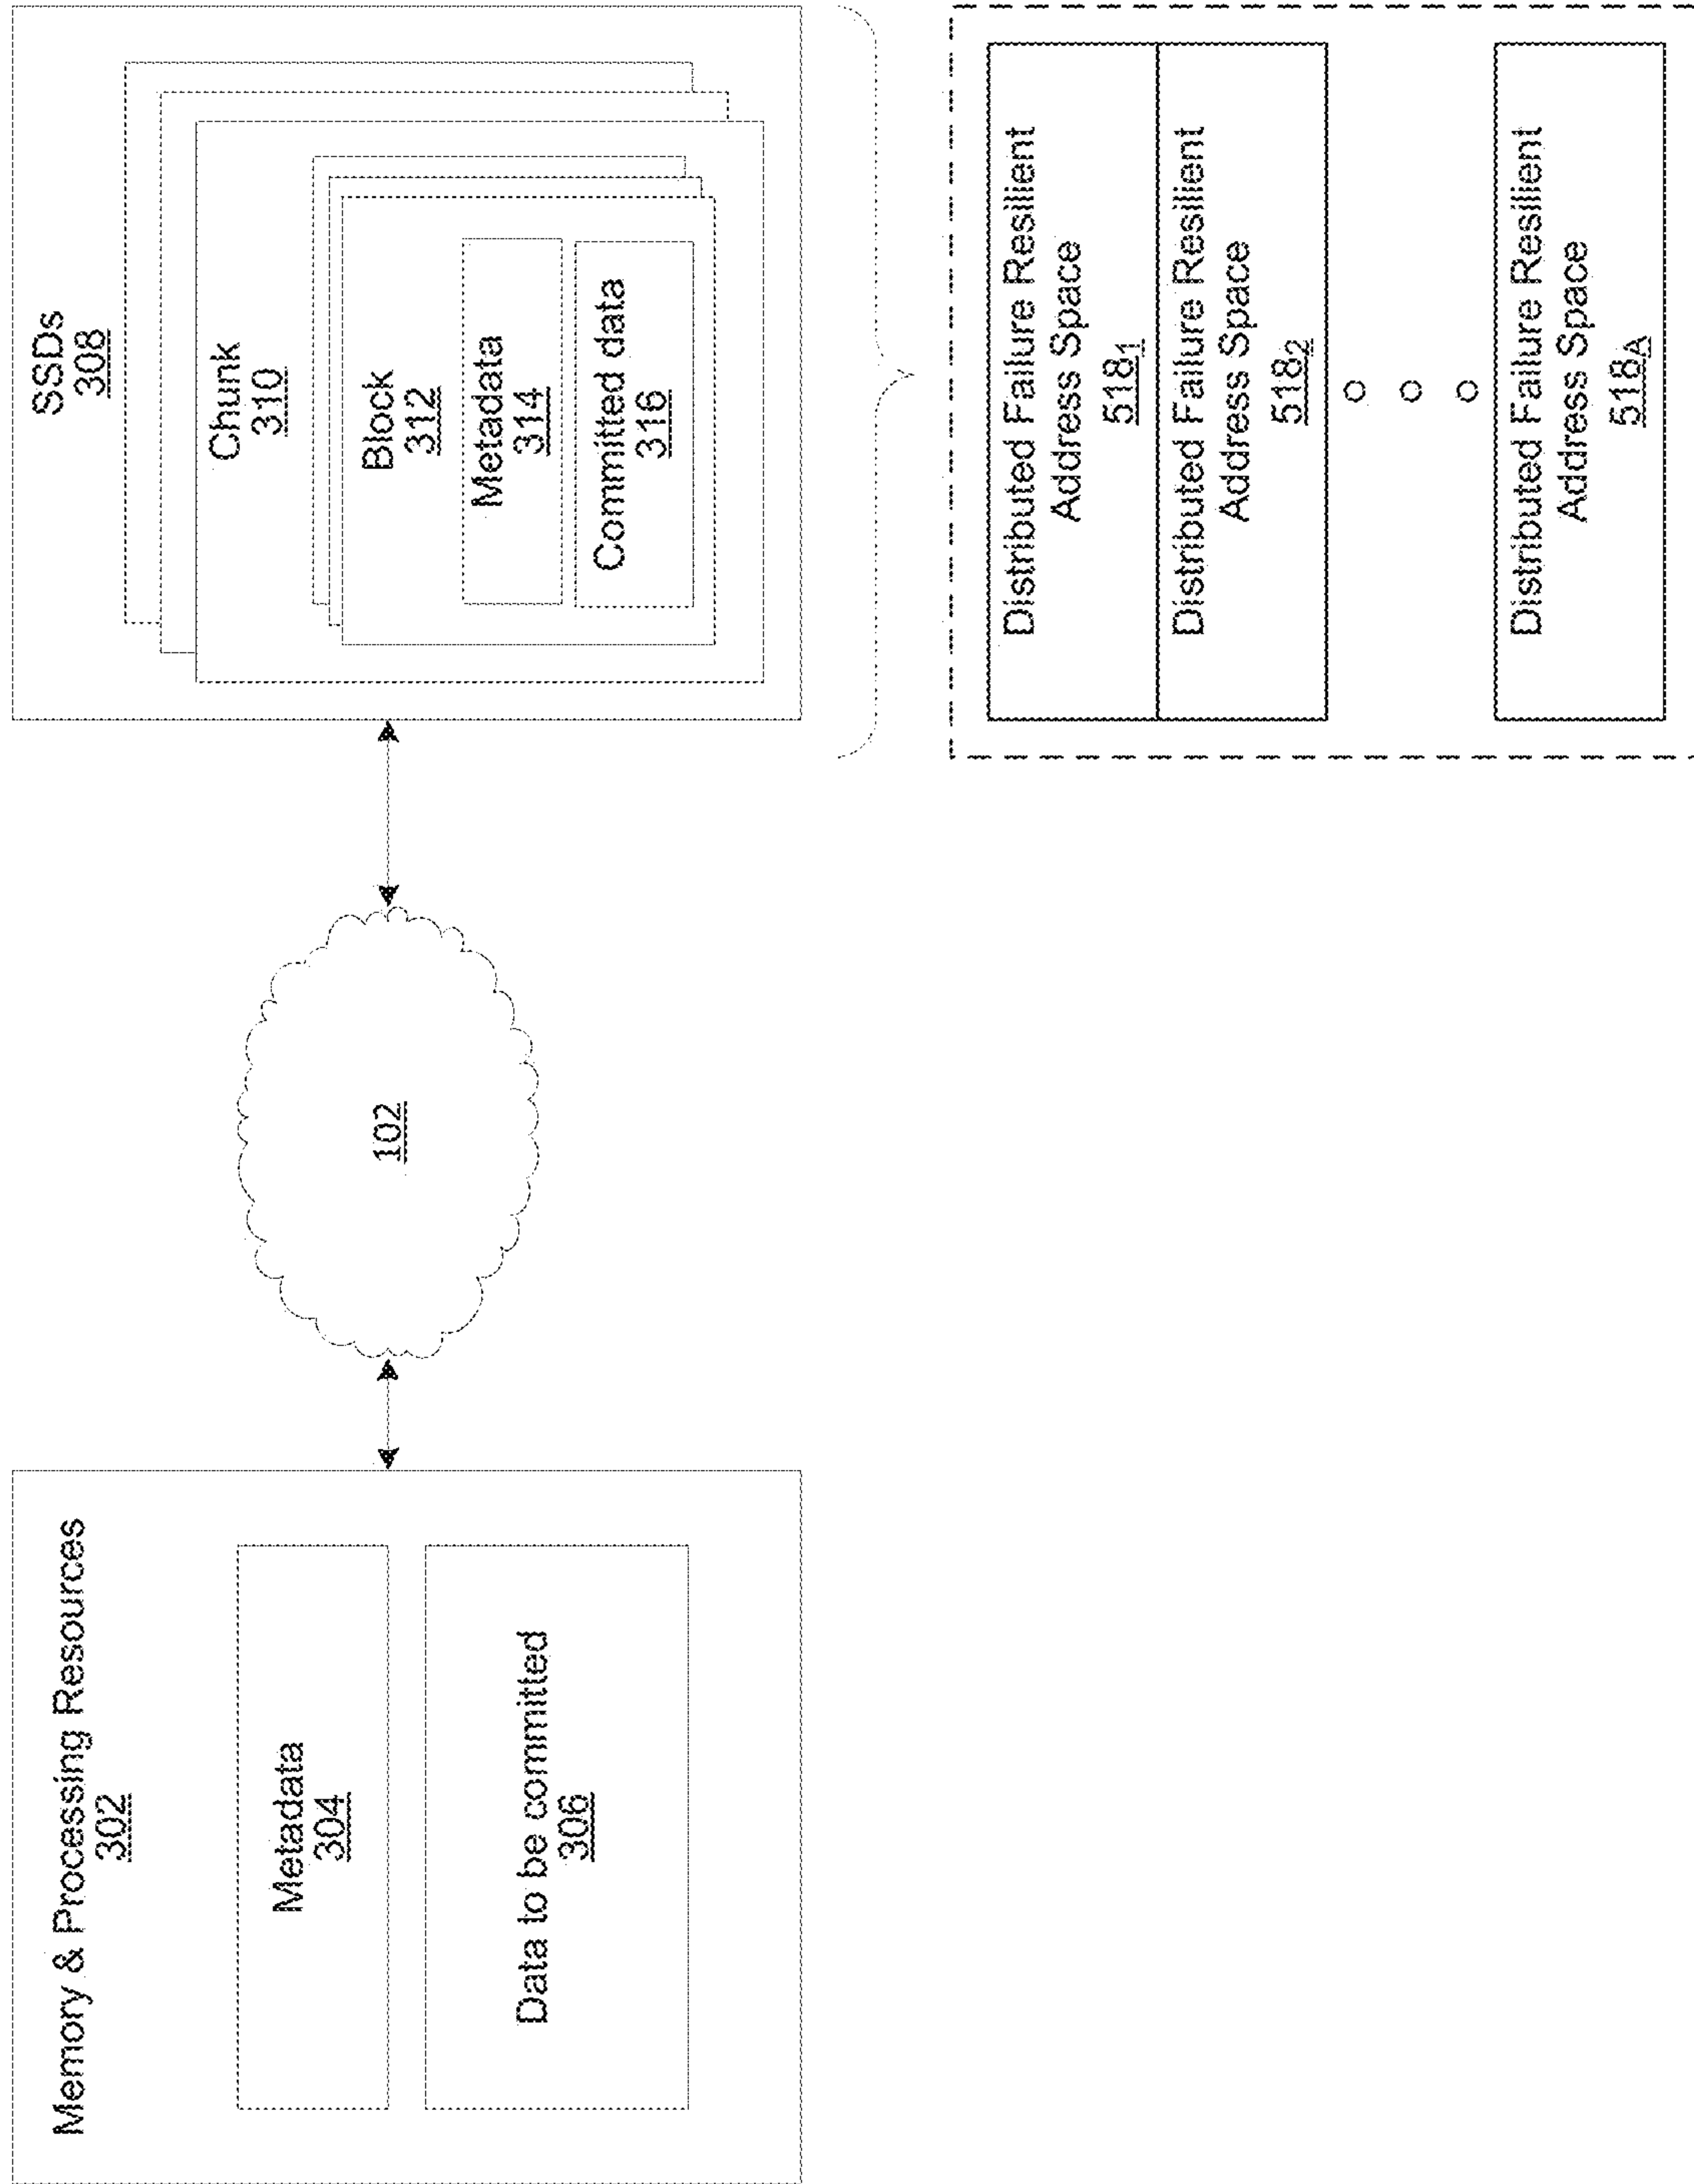 Memory & Processing Resources
302
Metadata
304
Data to be committed
306
102
SSDs
308
Chunk
310
Block
312
Metadata
314
Committed data
316
Distributed Failure Resilient
Address Space
518₁
Distributed Failure Resilient
Address Space
518₂
Distributed Failure Resilient
Address Space
518A